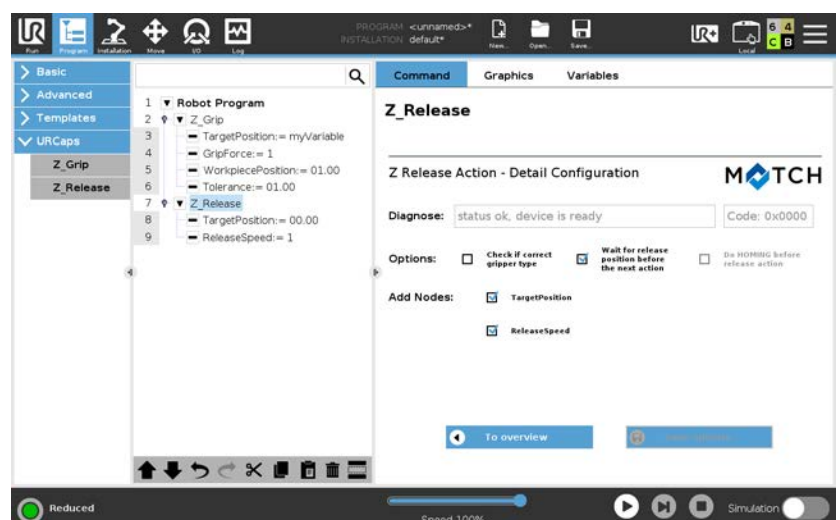 PROGRAM <unnamed>*
INSTALLATION default*
Run
Program
Installation
Move
I/O
Log
New...
Open...
Save...
UR+
Local
6 4
C B
Basic
Advanced
Templates
URCaps
Z_Grip
Z_Release
1 Robot Program
2 Z_Grip
3 TargetPosition:= myVariable
4 GripForce:= 1
5 WorkpiecePosition:= 01.00
6 Tolerance:= 01.00
7 Z_Release
8 TargetPosition:= 00.00
9 ReleaseSpeed:= 1
Command Graphics Variables
Z_Release
Z Release Action - Detail Configuration
MATCH
Diagnose: status ok, device is ready Code: 0x0000
Options:
Check if correct
gripper type
Wait for release
position before
the next action
Do HOMING before
release action
Add Nodes: TargetPosition
ReleaseSpeed
To overview
Reduced
Speed 100%
Simulation